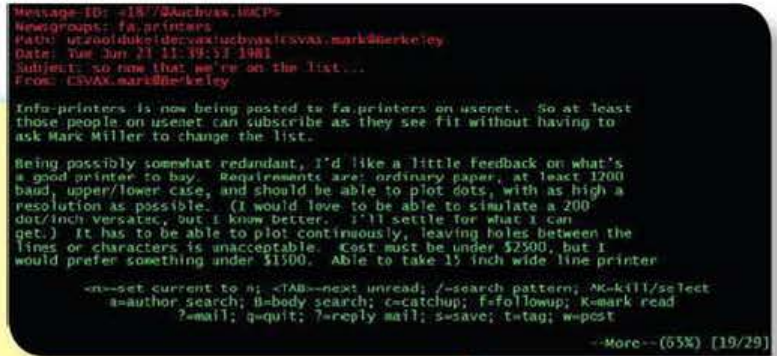 Message-ID: <1877@Aucbvax.UUCP>
Newsgroups: fa.printers
Path: utzoo!duke!decvax!ucbvax!CSVAX.mark@Berkeley
Date: Tue Jun 23 11:39:53 1981
Subject: so now that we're on the list...
From: CSVAX.mark@Berkeley
Info-printers is now being posted to fa.printers on usenet. So at least
those people on usenet can subscribe as they see fit without having to
ask Mark Miller to change the list.
Being possibly somewhat redundant, I'd like a little feedback on what's
a good printer to buy. Requirements are: ordinary paper, at least 1200
baud, upper/lower case, and should be able to plot dots, with as high a
resolution as possible. (I would love to be able to simulate a 200
dot/inch Versatec, but I know better. I'll settle for what I can
get.) It has to be able to plot continuously, leaving holes between the
lines or characters is unacceptable. Cost must be under $2500, but I
would prefer something under $1500. Able to take 15 inch wide line printer
<n>=set current to n; <TAB>=next unread; /=search pattern; ^K=kill/select
a=author search; B=body search; c=catchup; f=followup; K=mark read
?=mail; q=quit; ?=reply mail; s=save; t=tag; w=post
--More--(65%) [19/29]